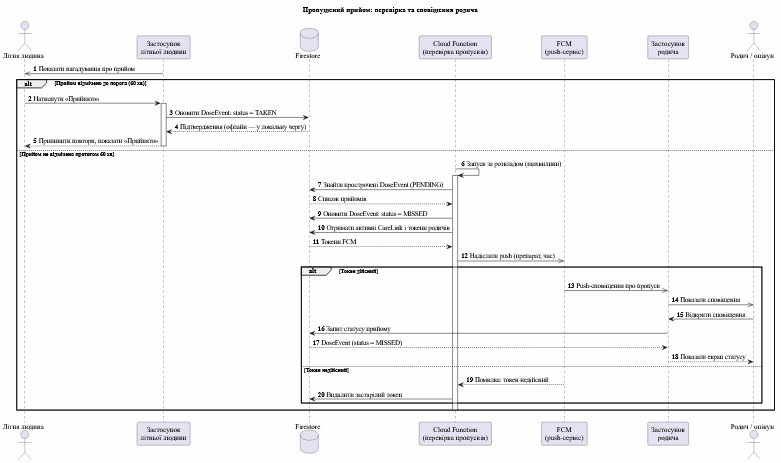 Пропущений прийом: перевірка та сповіщення родича
Літня людина
Застосунок
літньої людини
Firestore
Cloud Function
(перевірка пропусків)
FCM
(push-сервіс)
Застосунок
родича
Родич / опікун
1 Показати нагадування про прийом
alt [Прийом відмічено до порога (60 хв)]
2 Натиснути «Прийнято»
3 Оновити DoseEvent: status = TAKEN
4 Підтвердження (офлайн — у локальну чергу)
5 Припинити повтори, показати «Прийнято»
[Прийом не відмічено протягом 60 хв]
6 Запуск за розкладом (щохвилини)
7 Знайти прострочені DoseEvent (PENDING)
8 Список прийомів
9 Оновити DoseEvent: status = MISSED
10 Отримати активні CareLink і токени родичів
11 Токени FCM
12 Надіслати push (препарат, час)
alt [Токен дійсний]
13 Push-сповіщення про пропуск
14 Показати сповіщення
15 Відкрити сповіщення
16 Запит статусу прийому
17 DoseEvent (status = MISSED)
18 Показати екран статусу
[Токен недійсний]
19 Помилка: токен недійсний
20 Видалити застарілий токен
Літня людина
Застосунок
літньої людини
Firestore
Cloud Function
(перевірка пропусків)
FCM
(push-сервіс)
Застосунок
родича
Родич / опікун